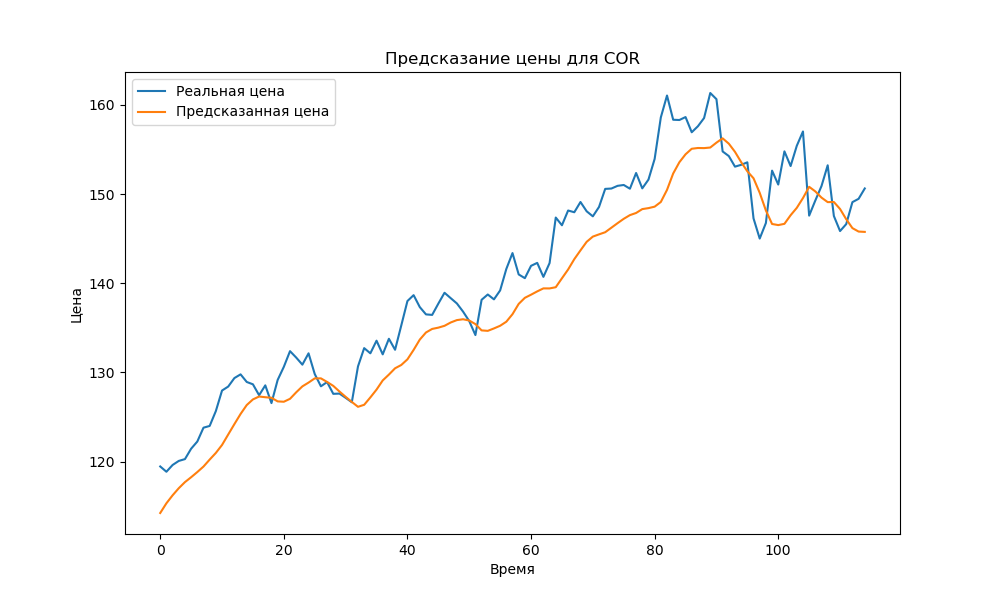 Предсказание цены для COR
Реальная цена
Предсказанная цена
Цена
160
150
140
130
120
0 20 40 60 80 100
Время